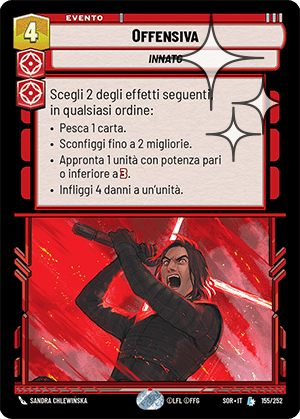 4
EVENTO
OFFENSIVA
INNATO
Scegli 2 degli effetti seguenti
in qualsiasi ordine:
• Pesca 1 carta.
• Sconfiggi fino a 2 migliorie.
• Appronta 1 unità con potenza pari
o inferiore a 3.
• Infliggi 4 danni a un'unità.
SANDRA CHLEWIŃSKA
©LFL ©FFG
SOR • IT
L
155/252